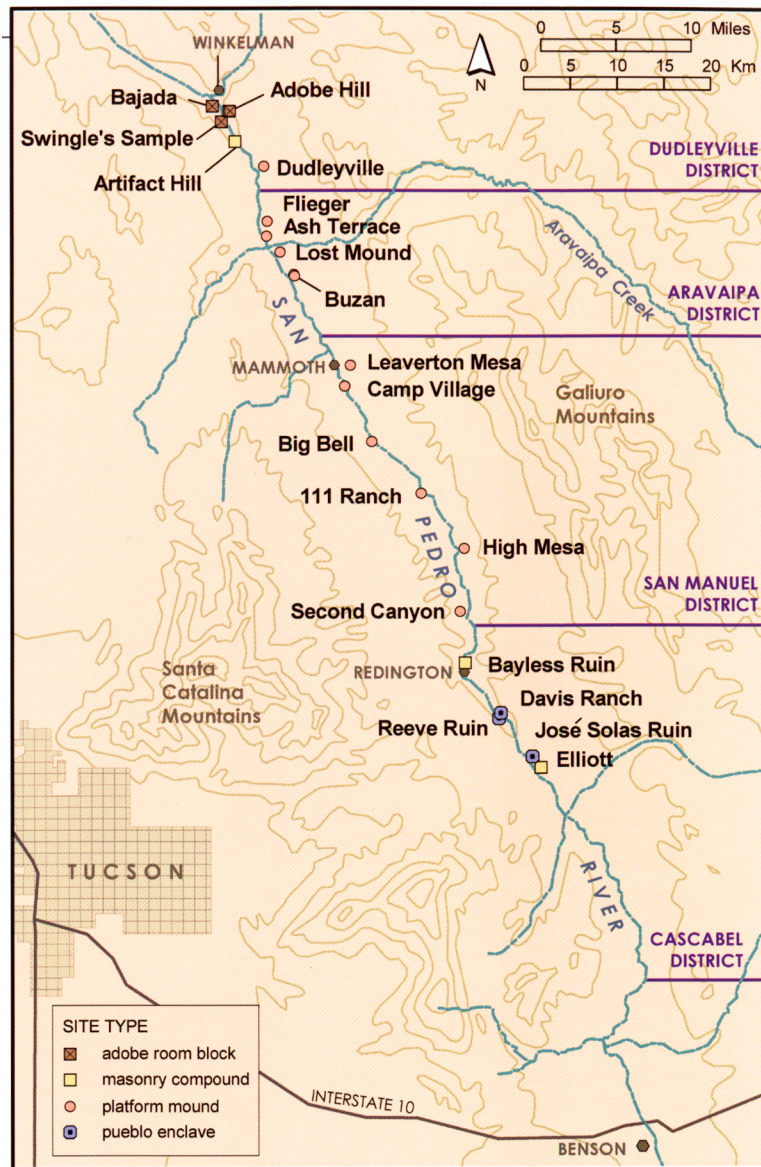 WINKELMAN
0 5 10 Miles
0 5 10 15 20 Km
N
Bajada
Adobe Hill
Swingle's Sample
Artifact Hill
Dudleyville
DUDLEYVILLE
DISTRICT
Flieger
Ash Terrace
Lost Mound
Buzan
Aravaipa Creek
ARAVAIPA
DISTRICT
SAN
MAMMOTH
Leaverton Mesa
Camp Village
Galiuro
Mountains
Big Bell
111 Ranch
PEDRO
High Mesa
SAN MANUEL
DISTRICT
Second Canyon
Santa
Catalina
Mountains
REDINGTON
Bayless Ruin
Davis Ranch
Reeve Ruin
José Solas Ruin
Elliott
TUCSON
RIVER
CASCABEL
DISTRICT
SITE TYPE
adobe room block
masonry compound
platform mound
pueblo enclave
INTERSTATE 10
BENSON